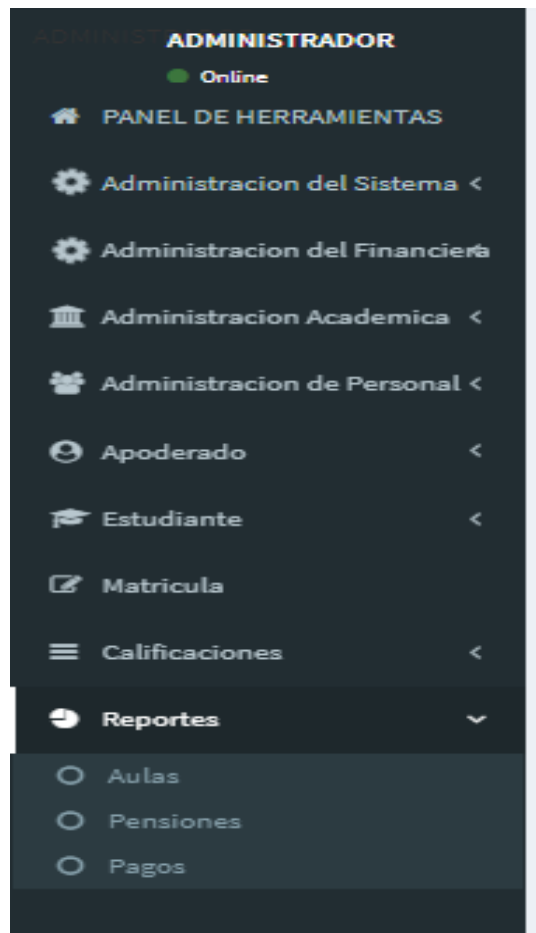 ADMINIST
ADMINISTRADOR
Online
PANEL DE HERRAMIENTAS
Administracion del Sistema
Administracion del Financiera
Administracion Academica
Administracion de Personal
Apoderado
Estudiante
Matricula
Calificaciones
Reportes
Aulas
Pensiones
Pagos